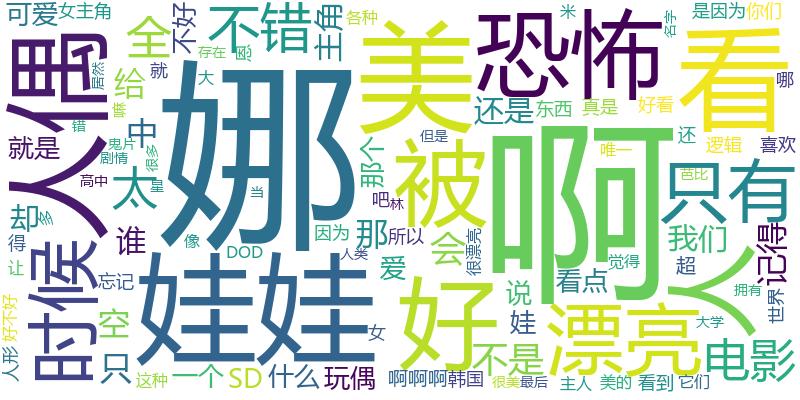 可爱
女主角
不好
全
不错
主角
各种
米
名字
是因为
你们
居然
人偶
给
就
存在
恩
大
美
恐怖
看
哪
中
错
鬼片
剧情
很多
就是
娜
还是
东西
真是
好看
但是
还
逻辑
喜欢
唯一
那个
被
啊
只有
高中
太
星
当
吧
林
芭比
却
多
得
谁
像
DOD
因为
人类
那
所以
会
很漂亮
我们
觉得
超
记得
拥有
让
时候
忘记
娃娃
爱
好
说
看点
人
世界
空
娃
漂亮
大学
好不好
人形
只
这种
一个
SD
什么
女
玩偶
啊啊啊
韩国
不是
很美
最后
主人
美的
看到
它们
电影